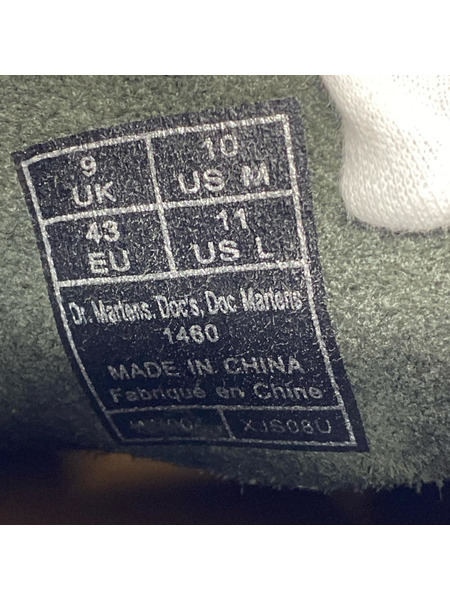 9 10
UK US M
43 11
EU US L
Dr. Martens, Doc's, Doc Martens
1460
MADE IN CHINA
Fabriqué en Chine
XJS08U